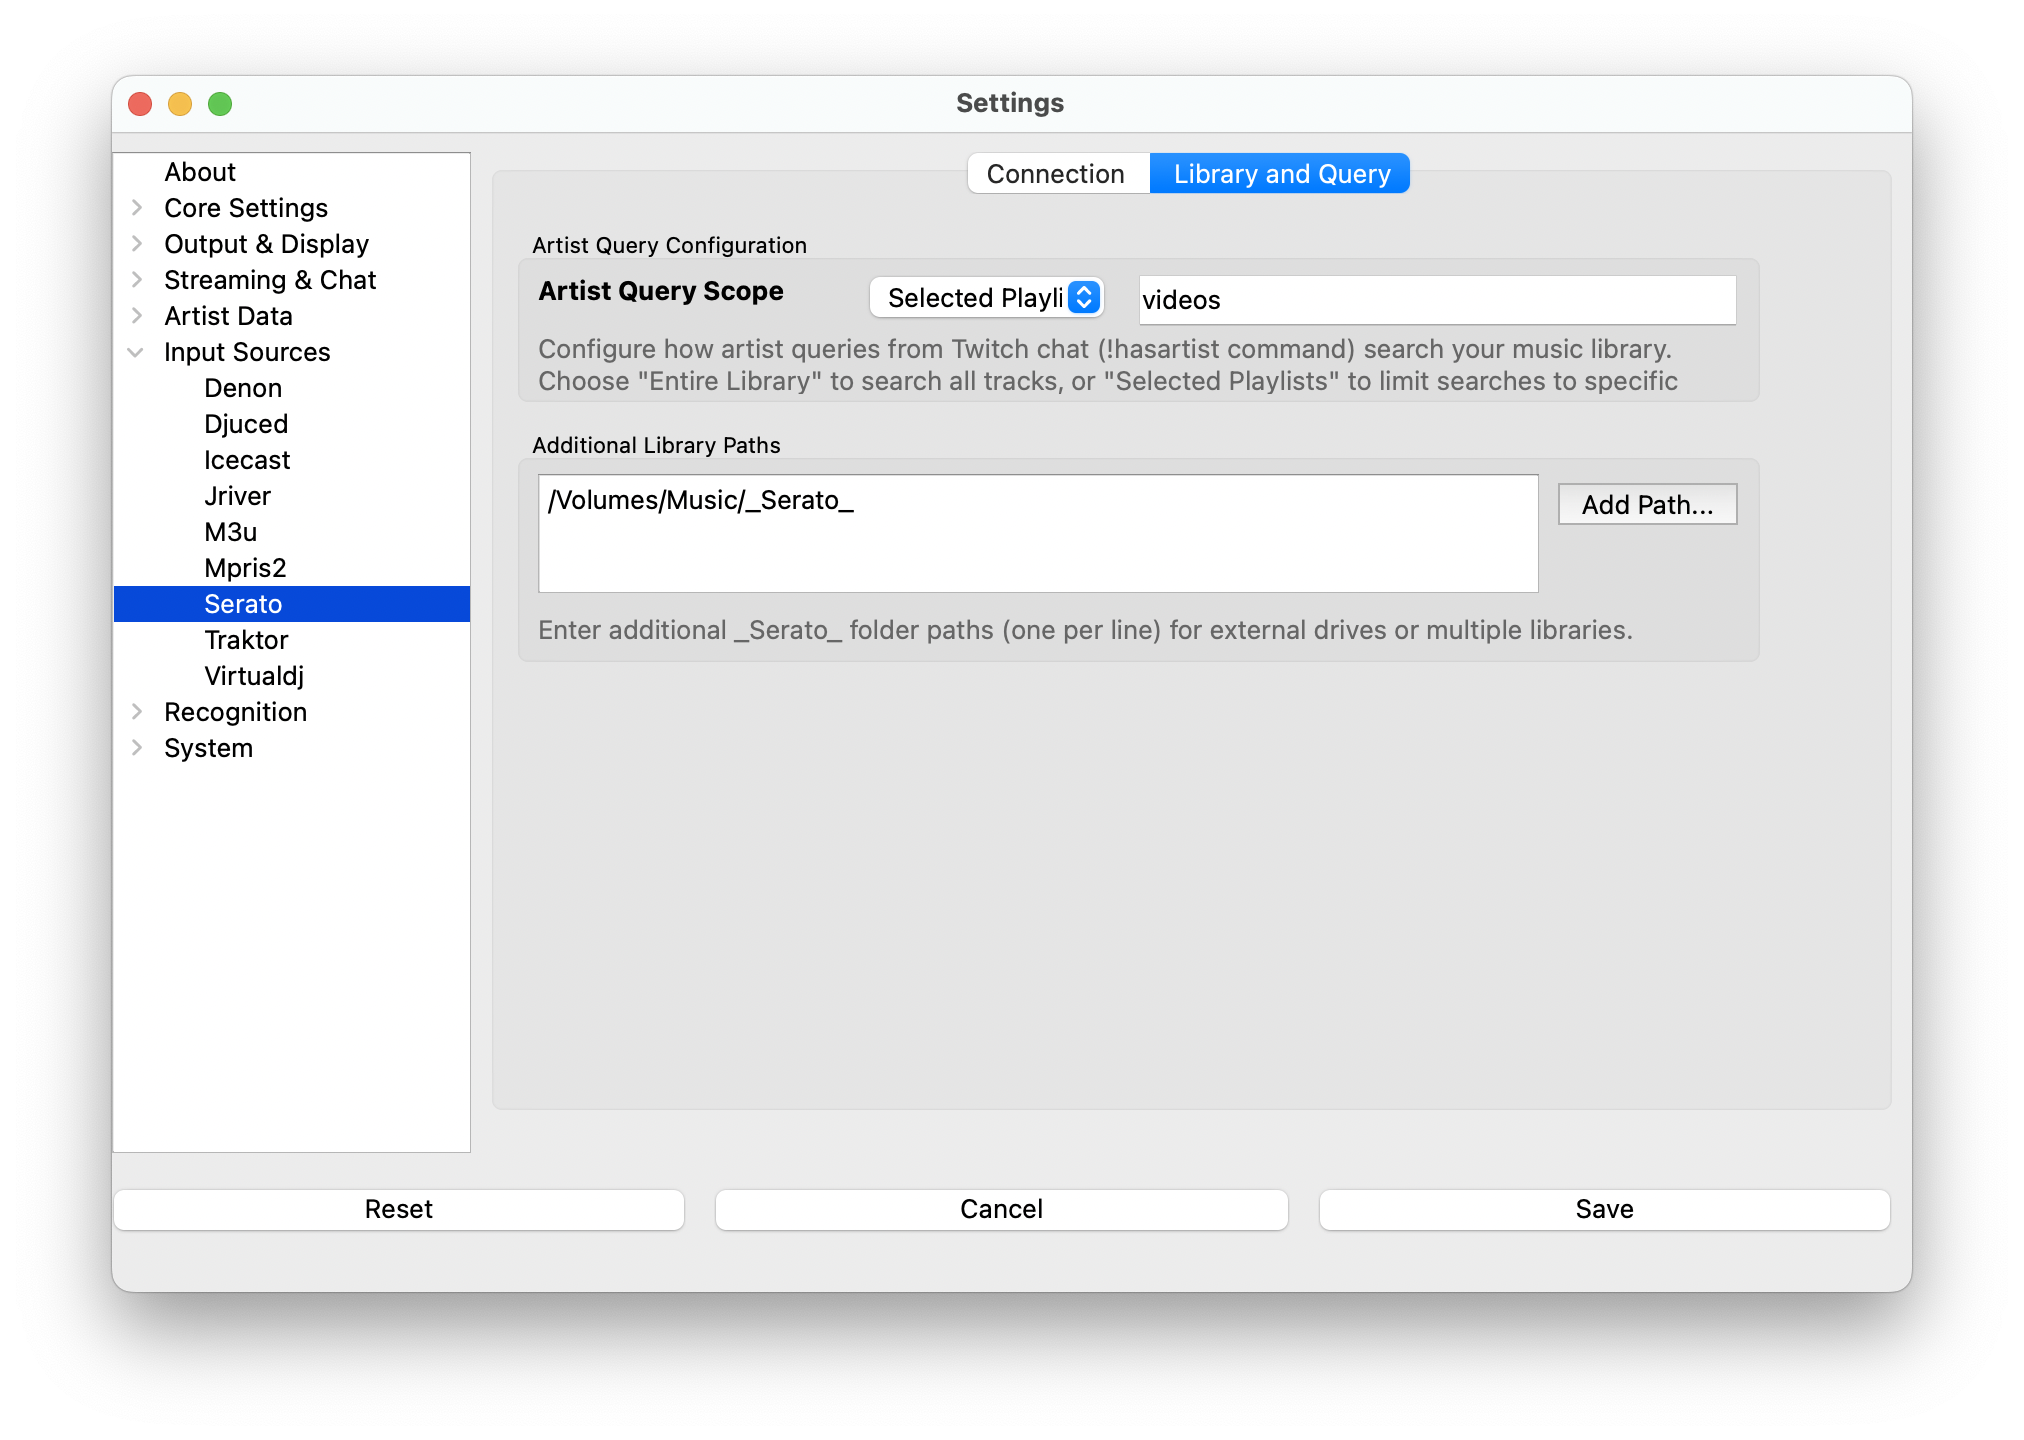 Settings
About
Core Settings
Output & Display
Streaming & Chat
Artist Data
Input Sources
Denon
Djuced
Icecast
Jriver
M3u
Mpris2
Serato
Traktor
Virtualdj
Recognition
System
Connection
Library and Query
Artist Query Configuration
Artist Query Scope
Selected Playli
videos
Configure how artist queries from Twitch chat (!hasartist command) search your music library.
Choose "Entire Library" to search all tracks, or "Selected Playlists" to limit searches to specific
Additional Library Paths
/Volumes/Music/_Serato_
Add Path...
Enter additional _Serato_ folder paths (one per line) for external drives or multiple libraries.
Reset
Cancel
Save